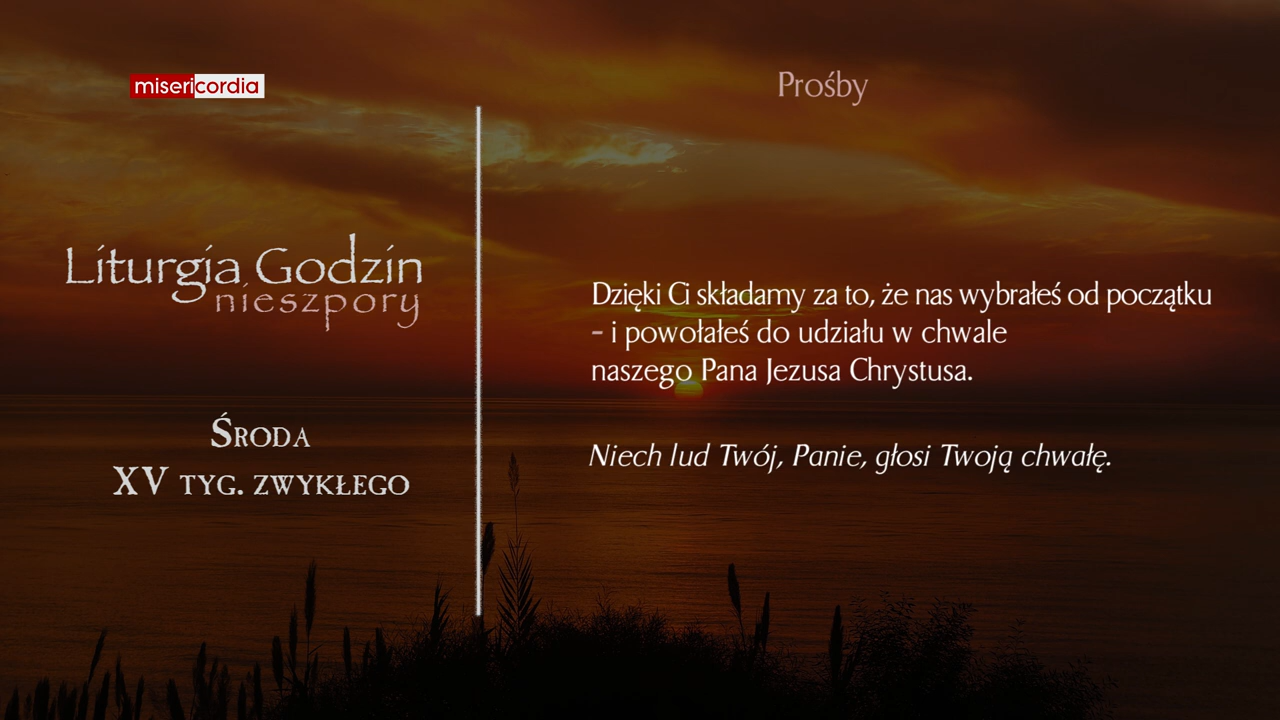 misericordia
Liturgia Godzin
nieszpory
Środa
XV tyg. zwykłego
Prośby
Dzięki Ci składamy za to, że nas wybrałeś od początku
- i powołałeś do udziału w chwale
naszego Pana Jezusa Chrystusa.
Niech lud Twój, Panie, głosi Twoją chwałę.